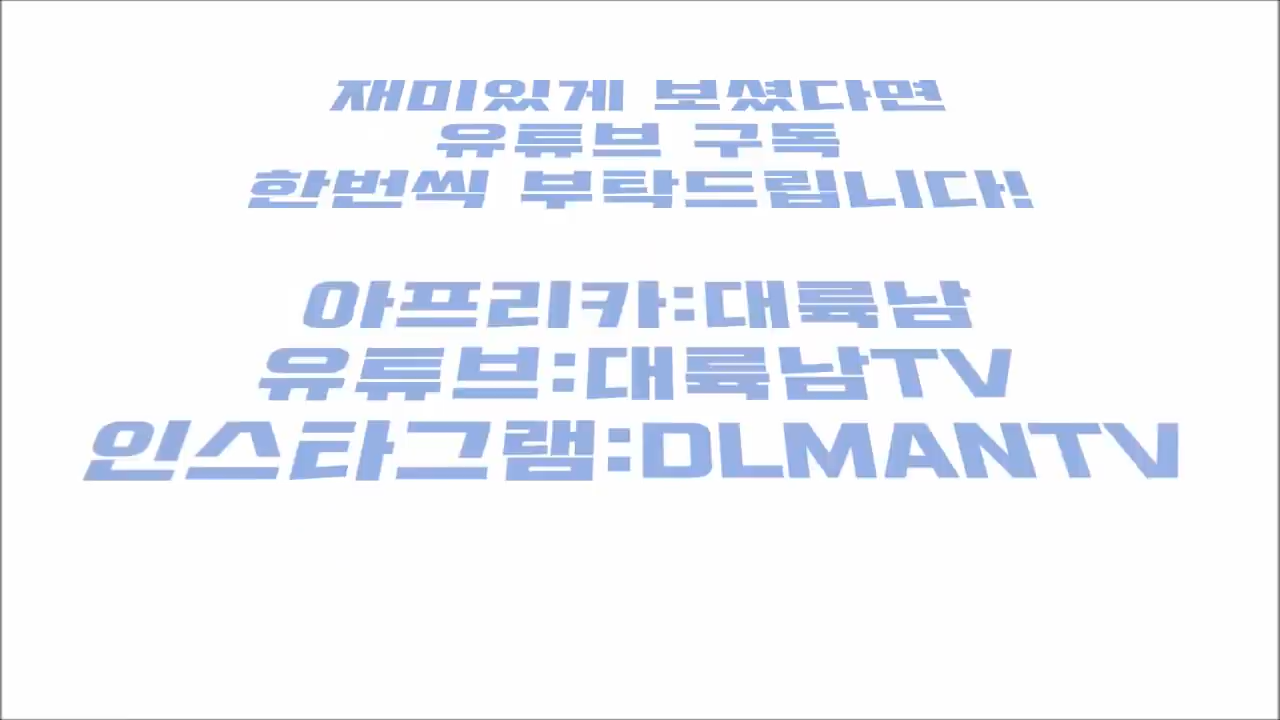 재미있게 보셨다면
유튜브 구독
한번씩 부탁드립니다!
아프리카:대륙남
유튜브:대륙남TV
인스타그램:DLMANTV